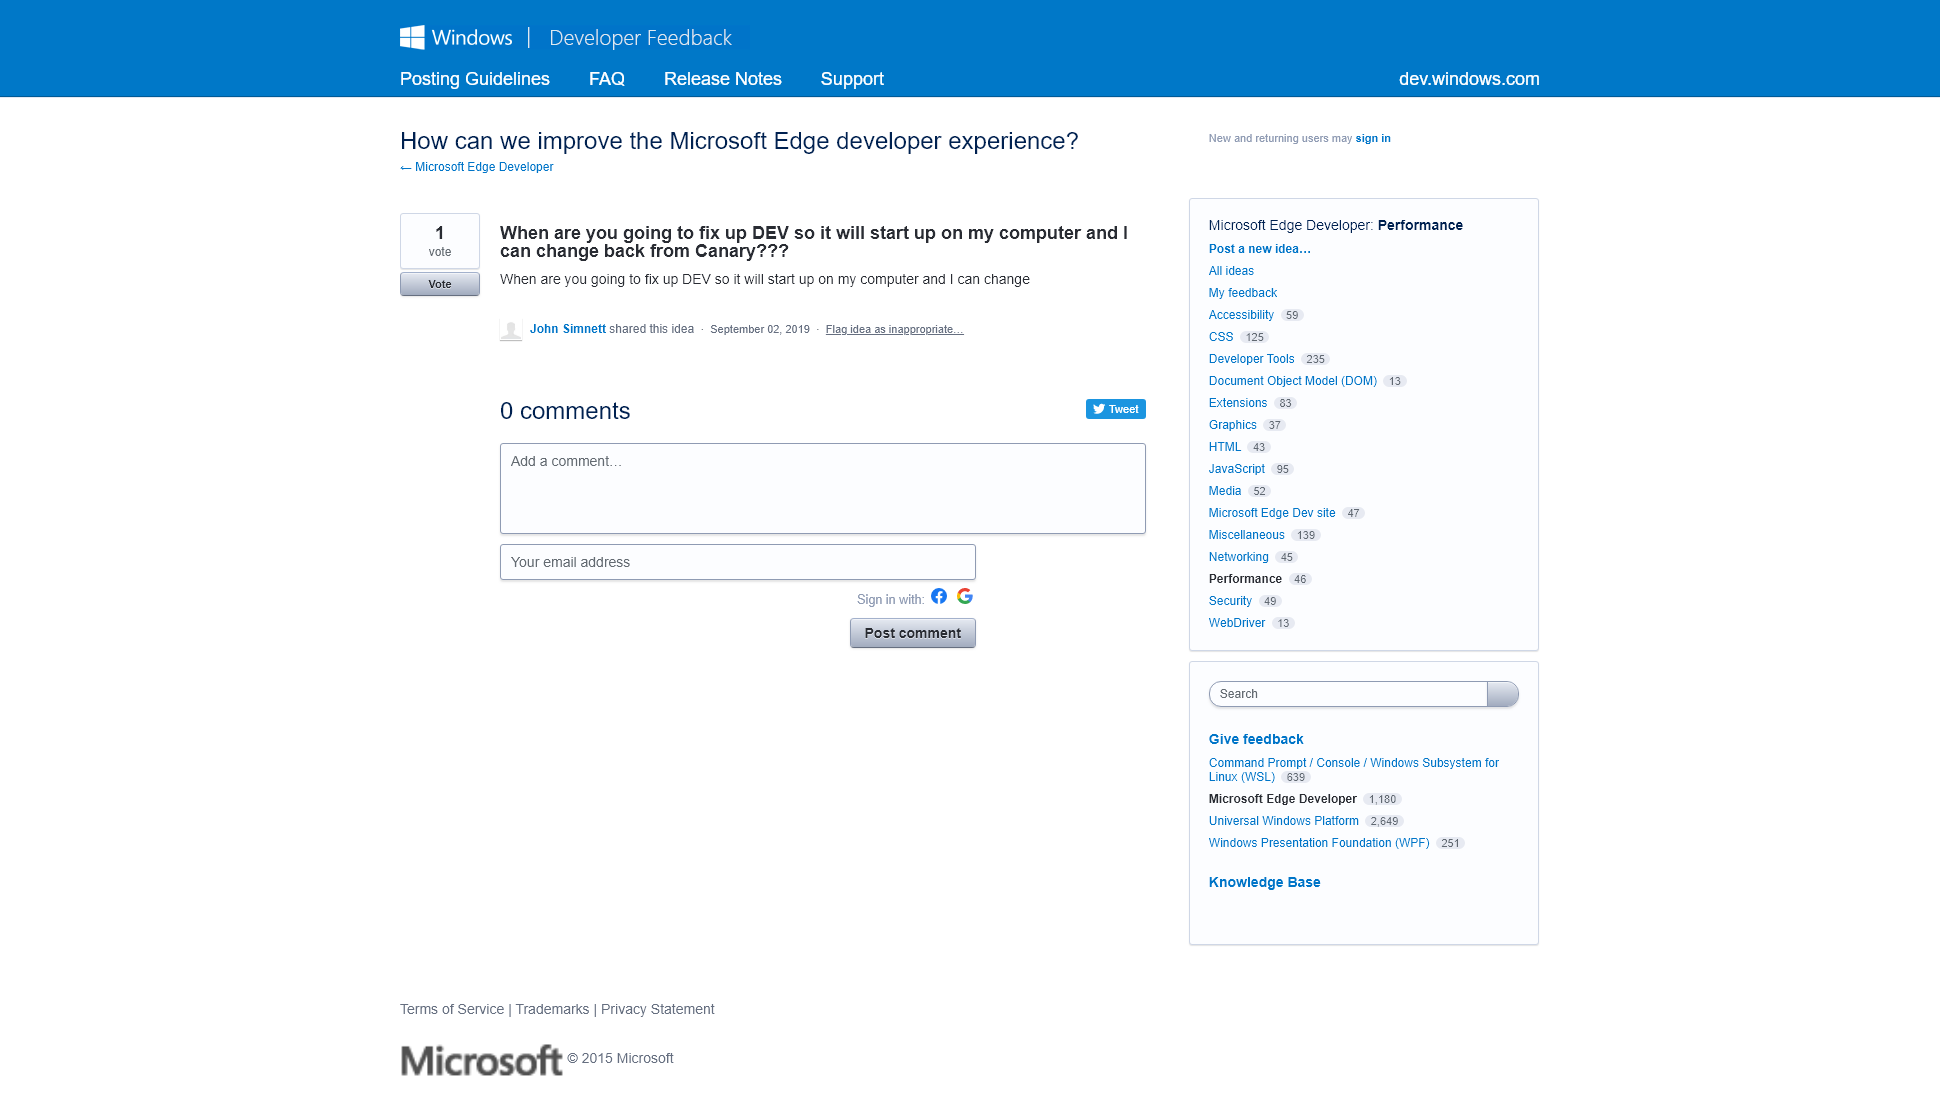 Windows | Developer Feedback
Posting Guidelines FAQ Release Notes Support dev.windows.com
How can we improve the Microsoft Edge developer experience?
← Microsoft Edge Developer
New and returning users may sign in
1
vote
Vote
When are you going to fix up DEV so it will start up on my computer and I
can change back from Canary???
When are you going to fix up DEV so it will start up on my computer and I can change
John Simnett shared this idea · September 02, 2019 · Flag idea as inappropriate…
0 comments
Tweet
Add a comment…
Your email address
Sign in with:
Post comment
Microsoft Edge Developer: Performance
Post a new idea…
All ideas
My feedback
Accessibility 59
CSS 125
Developer Tools 235
Document Object Model (DOM) 13
Extensions 83
Graphics 37
HTML 43
JavaScript 95
Media 52
Microsoft Edge Dev site 47
Miscellaneous 139
Networking 45
Performance 46
Security 49
WebDriver 13
Search
Give feedback
Command Prompt / Console / Windows Subsystem for
Linux (WSL) 639
Microsoft Edge Developer 1,180
Universal Windows Platform 2,649
Windows Presentation Foundation (WPF) 251
Knowledge Base
Terms of Service | Trademarks | Privacy Statement
Microsoft © 2015 Microsoft